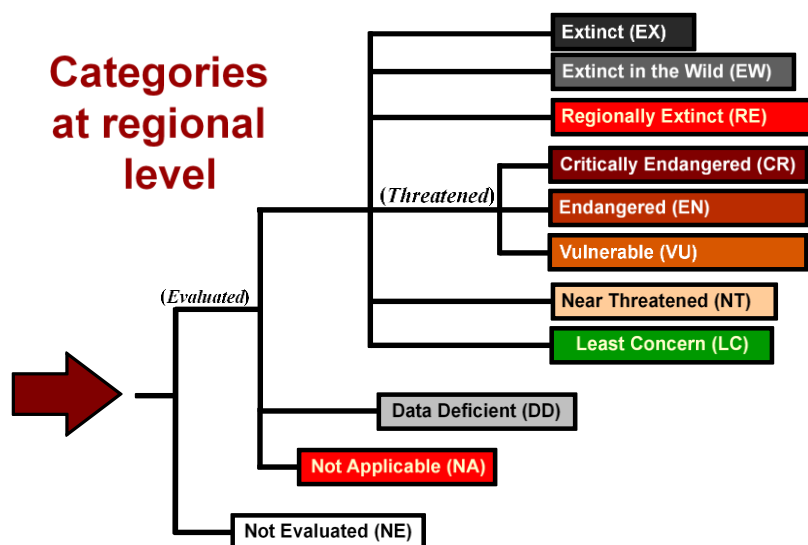 Categories
at regional
level
Extinct (EX)
Extinct in the Wild (EW)
Regionally Extinct (RE)
Critically Endangered (CR)
(Threatened)
Endangered (EN)
Vulnerable (VU)
(Evaluated)
Near Threatened (NT)
Least Concern (LC)
Data Deficient (DD)
Not Applicable (NA)
Not Evaluated (NE)